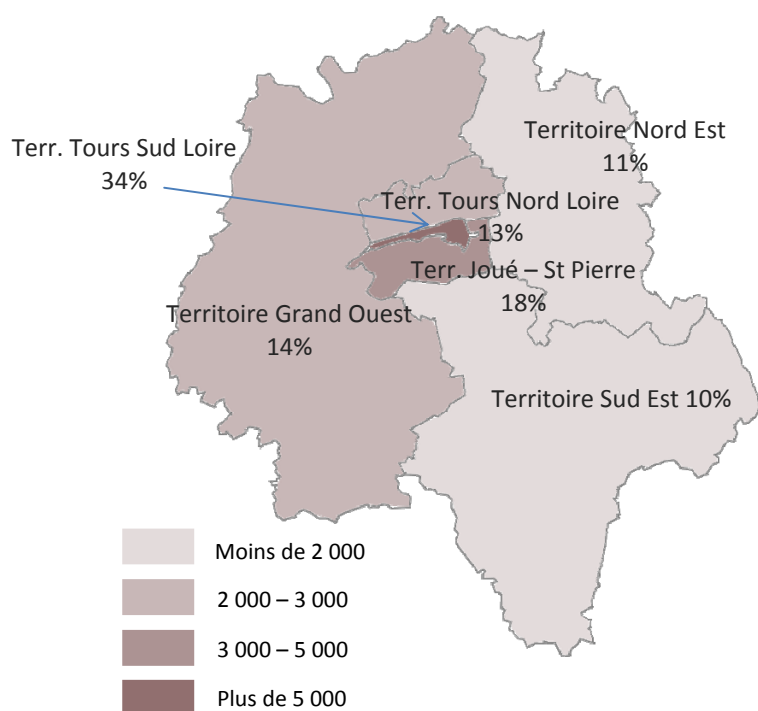 Territoire Nord Est
11%
Terr. Tours Sud Loire
34%
Terr. Tours Nord Loire
13%
Terr. Joué – St Pierre
18%
Territoire Grand Ouest
14%
Territoire Sud Est 10%
Moins de 2 000
2 000 – 3 000
3 000 – 5 000
Plus de 5 000